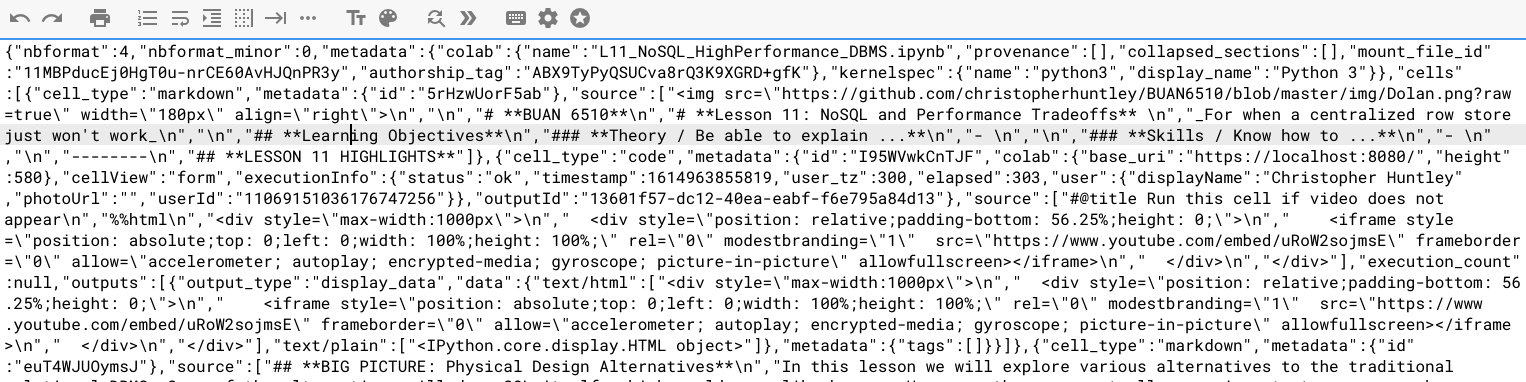 Tт
{"nbformat":4,"nbformat_minor":0,"metadata":{"colab":{"name":"L11_NoSQL_HighPerformance_DBMS.ipynb","provenance":[],"collapsed_sections":[],"mount_file_id"
:"11MBPducEj0HgT0u-nrCE60AvHJQnPR3y","authorship_tag":"ABX9TyPyQSUCva8rQ3K9XGRD+gfK"},"kernelspec":{"name":"python3","display_name":"Python 3"}},"cells"
:[{"cell_type":"markdown","metadata":{"id":"5rHzwUorF5ab"},"source":["<img src=\"https://github.com/christopherhuntley/BUAN6510/blob/master/img/Dolan.png?raw
=true\" width=\"180px\" align=\"right\">\n","\n","# **BUAN 6510**\n","# **Lesson 11: NoSQL and Performance Tradeoffs** \n","_For when a centralized row store
just won't work_\n","\n","## **Learning Objectives**\n","### **Theory / Be able to explain ...**\n","- \n","\n","### **Skills / Know how to ...**\n","- \n"
,"\n","--------\n","## **LESSON 11 HIGHLIGHTS**"]},{"cell_type":"code","metadata":{"id":"I95WVwkCnTJF","colab":{"base_uri":"https://localhost:8080/","height"
:580},"cellView":"form","executionInfo":{"status":"ok","timestamp":1614963855819,"user_tz":300,"elapsed":303,"user":{"displayName":"Christopher Huntley"
,"photoUrl":"","userId":"11069151036176747256"}},"outputId":"13601f57-dc12-40ea-eabf-f6e795a84d13"},"source":["#@title Run this cell if video does not
appear\n","%%html\n","<div style=\"max-width:1000px\">\n","  <div style=\"position: relative;padding-bottom: 56.25%;height: 0;\">\n","    <iframe style
=\"position: absolute;top: 0;left: 0;width: 100%;height: 100%;\" rel=\"0\" modestbranding=\"1\"  src=\"https://www.youtube.com/embed/uRoW2sojmsE\" frameborder
=\"0\" allow=\"accelerometer; autoplay; encrypted-media; gyroscope; picture-in-picture\" allowfullscreen></iframe>\n","  </div>\n","</div>"],"execution_count"
:null,"outputs":[{"output_type":"display_data","data":{"text/html":["<div style=\"max-width:1000px\">\n","  <div style=\"position: relative;padding-bottom: 56
.25%;height: 0;\">\n","    <iframe style=\"position: absolute;top: 0;left: 0;width: 100%;height: 100%;\" rel=\"0\" modestbranding=\"1\"  src=\"https://www
.youtube.com/embed/uRoW2sojmsE\" frameborder=\"0\" allow=\"accelerometer; autoplay; encrypted-media; gyroscope; picture-in-picture\" allowfullscreen></iframe
>\n","  </div>\n","</div>"],"text/plain":["<IPython.core.display.HTML object>"]},"metadata":{"tags":[]}}]},{"cell_type":"markdown","metadata":{"id"
:"euT4WJUOymsJ"},"source":["## **BIG PICTURE: Physical Design Alternatives**\n","In this lesson we will explore various alternatives to the traditional